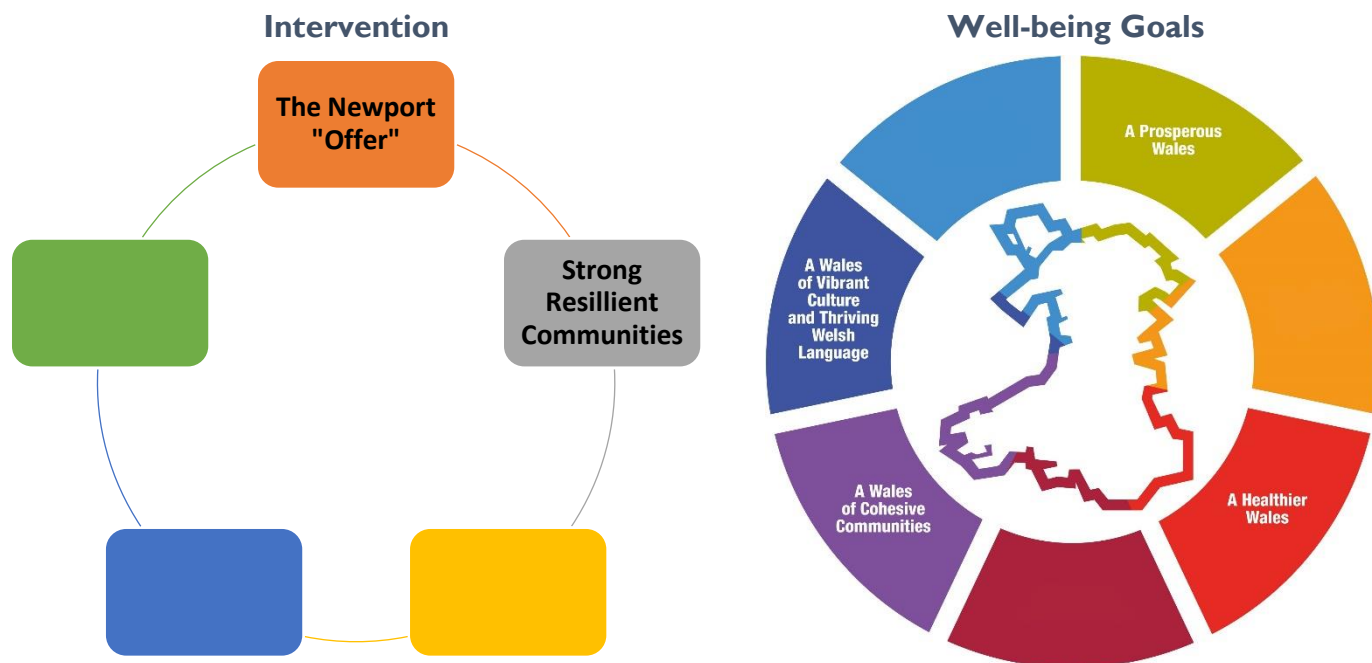 Intervention
The Newport
"Offer"
Strong
Resillient
Communities
Well-being Goals
A Prosperous
Wales
A Healthier
Wales
A Wales
of Cohesive
Communities
A Wales
of Vibrant
Culture
and Thriving
Welsh
Language